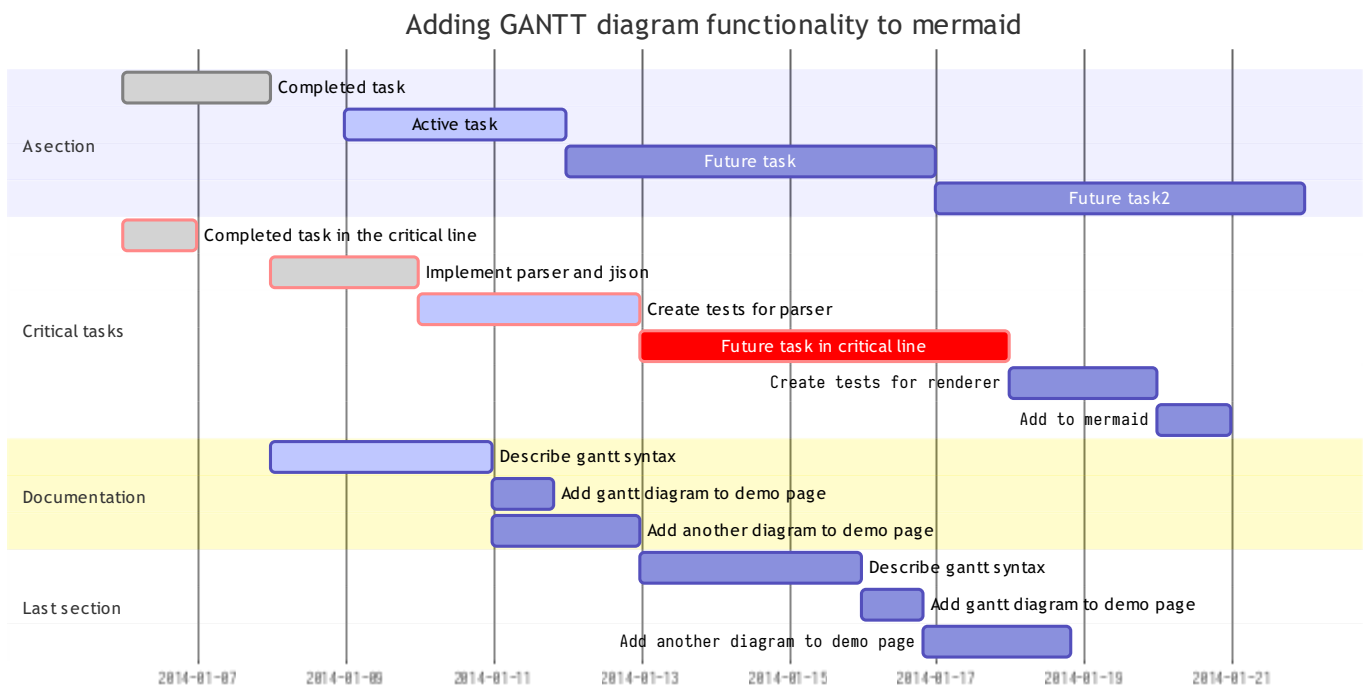 Adding GANTT diagram functionality to mermaid
Completed task
Active task
A section
Future task
Future task2
Completed task in the critical line
Implement parser and jison
Create tests for parser
Critical tasks
Future task in critical line
Create tests for renderer
Add to mermaid
Describe gantt syntax
Add gantt diagram to demo page
Documentation
Add another diagram to demo page
Describe gantt syntax
Add gantt diagram to demo page
Last section
Add another diagram to demo page
2014-01-07 2014-01-09 2014-01-11 2014-01-13 2014-01-15 2014-01-17 2014-01-19 2014-01-21